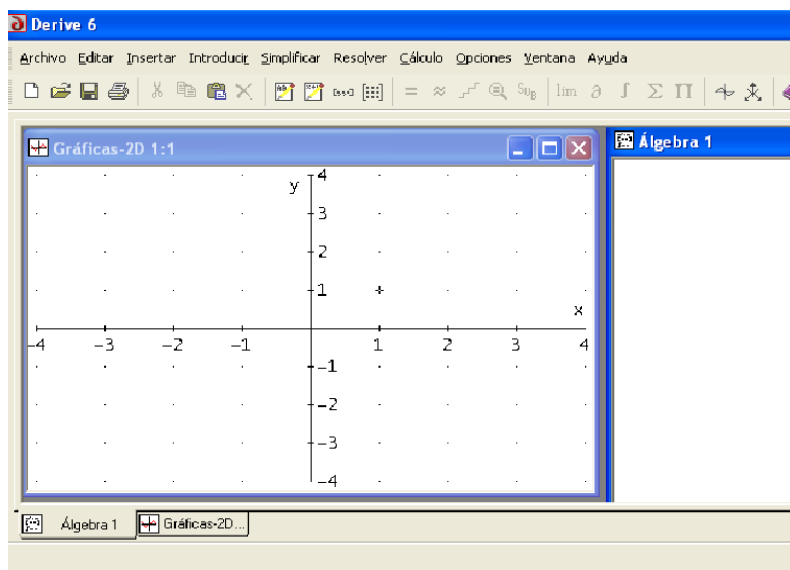 Derive 6
Archivo Editar Insertar Introducir Simplificar Resolver Cálculo Opciones Ventana Ayuda
= ≈ SUB lim ∂ ∫ Σ Π
Gráficas-2D 1:1
Álgebra 1
y 4
3
2
1
x
-4 -3 -2 -1 1 2 3 4
-1
-2
-3
-4
Álgebra 1 Gráficas-2D...